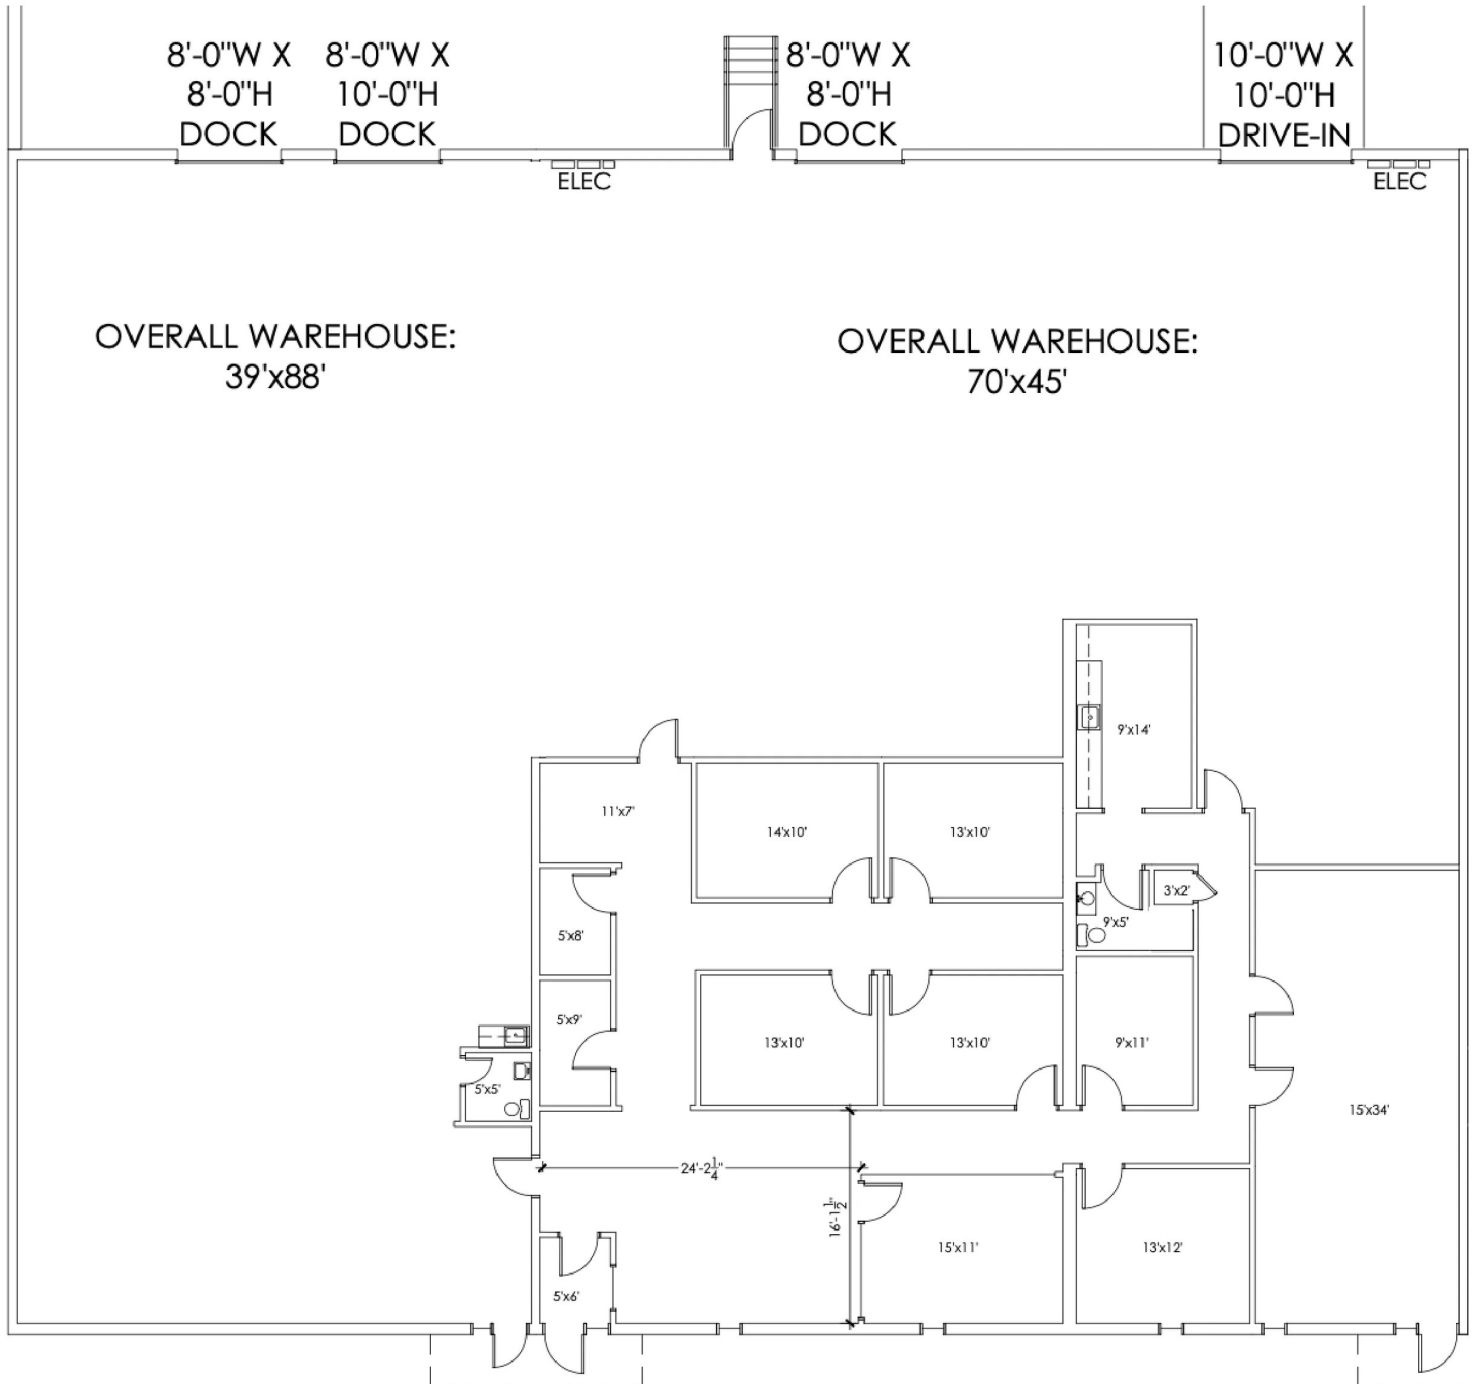 8'-0"W X
8'-0"H
DOCK
8'-0"W X
10'-0"H
DOCK
8'-0"W X
8'-0"H
DOCK
10'-0"W X
10'-0"H
DRIVE-IN
ELEC
ELEC
OVERALL WAREHOUSE:
39'x88'
OVERALL WAREHOUSE:
70'x45'
9'x14'
11'x7'
14'x10'
13'x10'
3'x2'
9'x5'
5'x8'
5'x9'
13'x10'
13'x10'
9'x11'
5'x5'
15'x34'
24'-2 1/4"
16'-1 1/2"
15'x11'
13'x12'
5'x6'